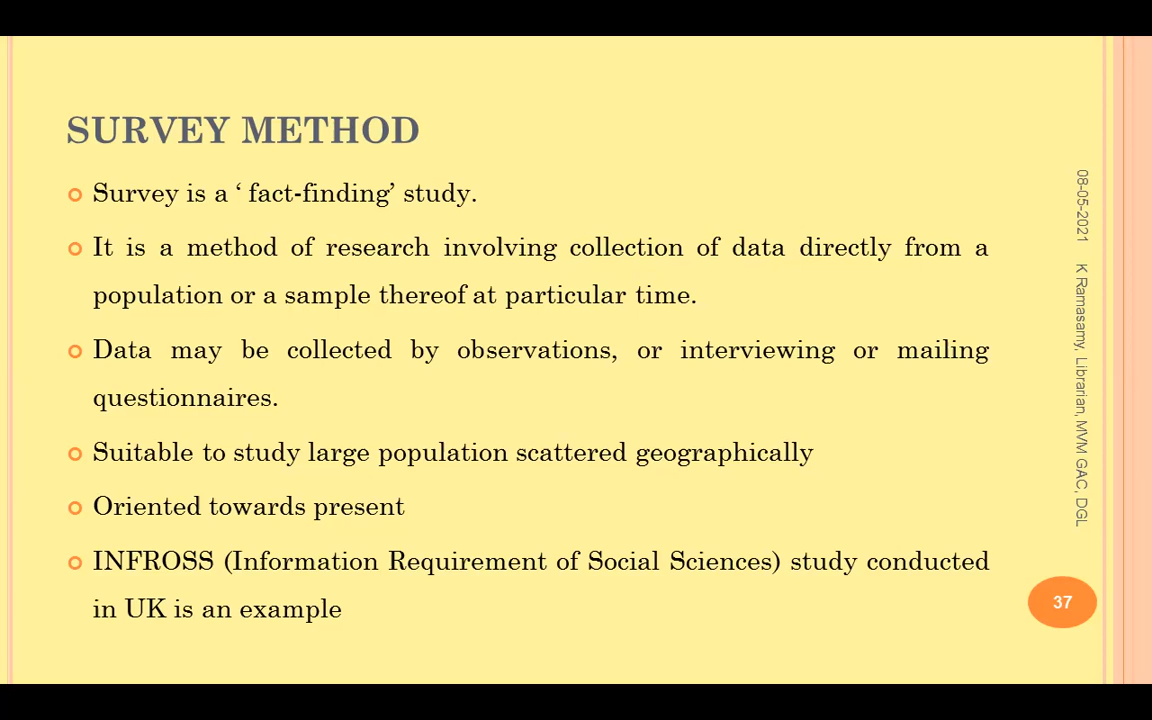 SURVEY METHOD
Survey is a ‘ fact-finding’ study.
It is a method of research involving collection of data directly from a
population or a sample thereof at particular time.
Data may be collected by observations, or interviewing or mailing
questionnaires.
Suitable to study large population scattered geographically
Oriented towards present
INFROSS (Information Requirement of Social Sciences) study conducted
in UK is an example
08-05-2021 K Ramasamy, Librarian, MVM GAC, DGL
37